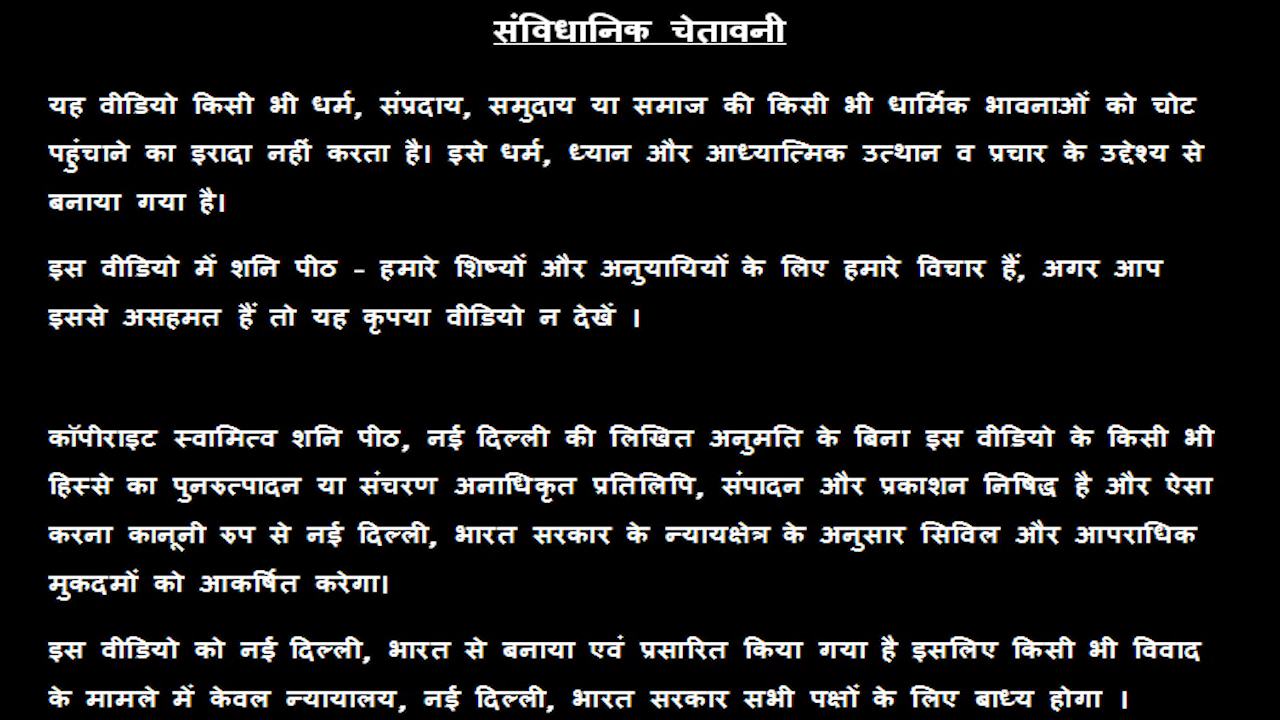 संविधानिक चेतावनी
यह वीडियो किसी भी धर्म, संप्रदाय, समुदाय या समाज की किसी भी धार्मिक भावनाओं को चोट
पहुंचाने का इरादा नहीं करता है। इसे धर्म, ध्यान और आध्यात्मिक उत्थान व प्रचार के उद्देश्य से
बनाया गया है।
इस वीडियो में शनि पीठ – हमारे शिष्यों और अनुयायियों के लिए हमारे विचार हैं, अगर आप
इससे असहमत हैं तो यह कृपया वीडियो न देखें ।
कॉपीराइट स्वामित्व शनि पीठ, नई दिल्ली की लिखित अनुमति के बिना इस वीडियो के किसी भी
हिस्से का पुनरुत्पादन या संचरण अनाधिकृत प्रतिलिपि, संपादन और प्रकाशन निषिद्ध है और ऐसा
करना कानूनी रुप से नई दिल्ली, भारत सरकार के न्यायक्षेत्र के अनुसार सिविल और आपराधिक
मुकदमों को आकर्षित करेगा।
इस वीडियो को नई दिल्ली, भारत से बनाया एवं प्रसारित किया गया है इसलिए किसी भी विवाद
के मामले में केवल न्यायालय, नई दिल्ली, भारत सरकार सभी पक्षों के लिए बाध्य होगा ।